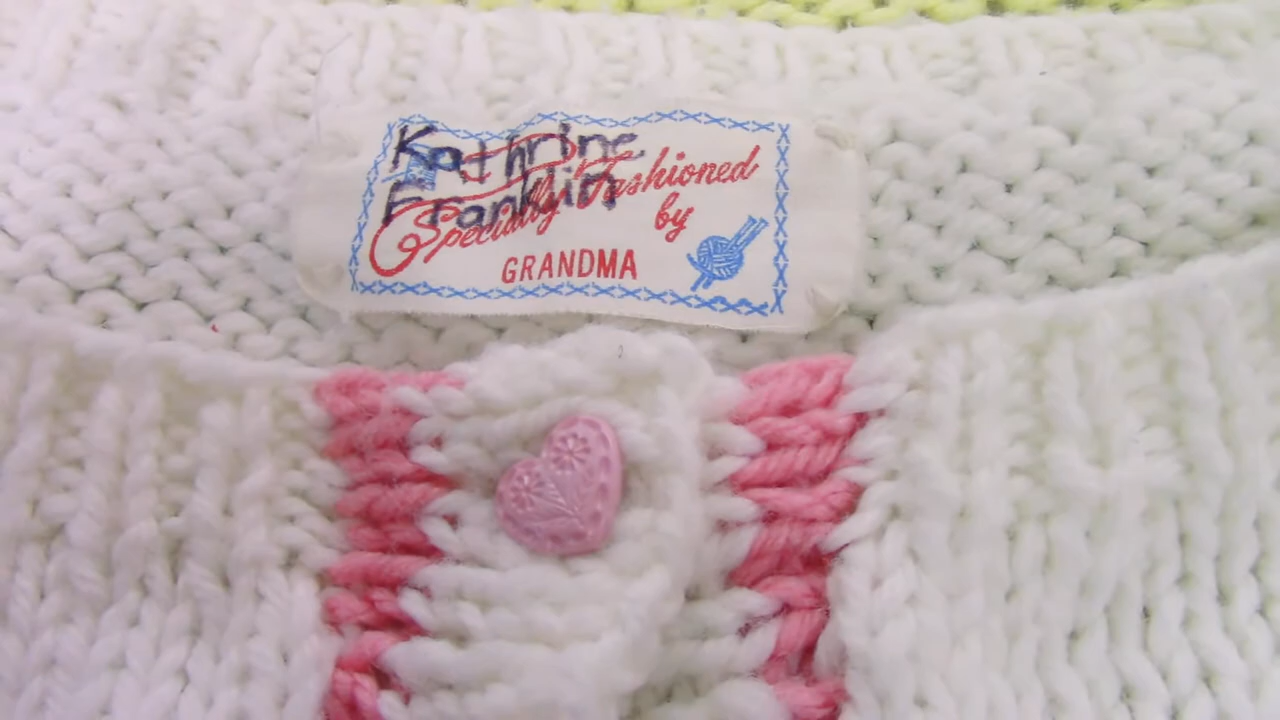 Kathrine
Franklin
Specially Fashioned
by
GRANDMA